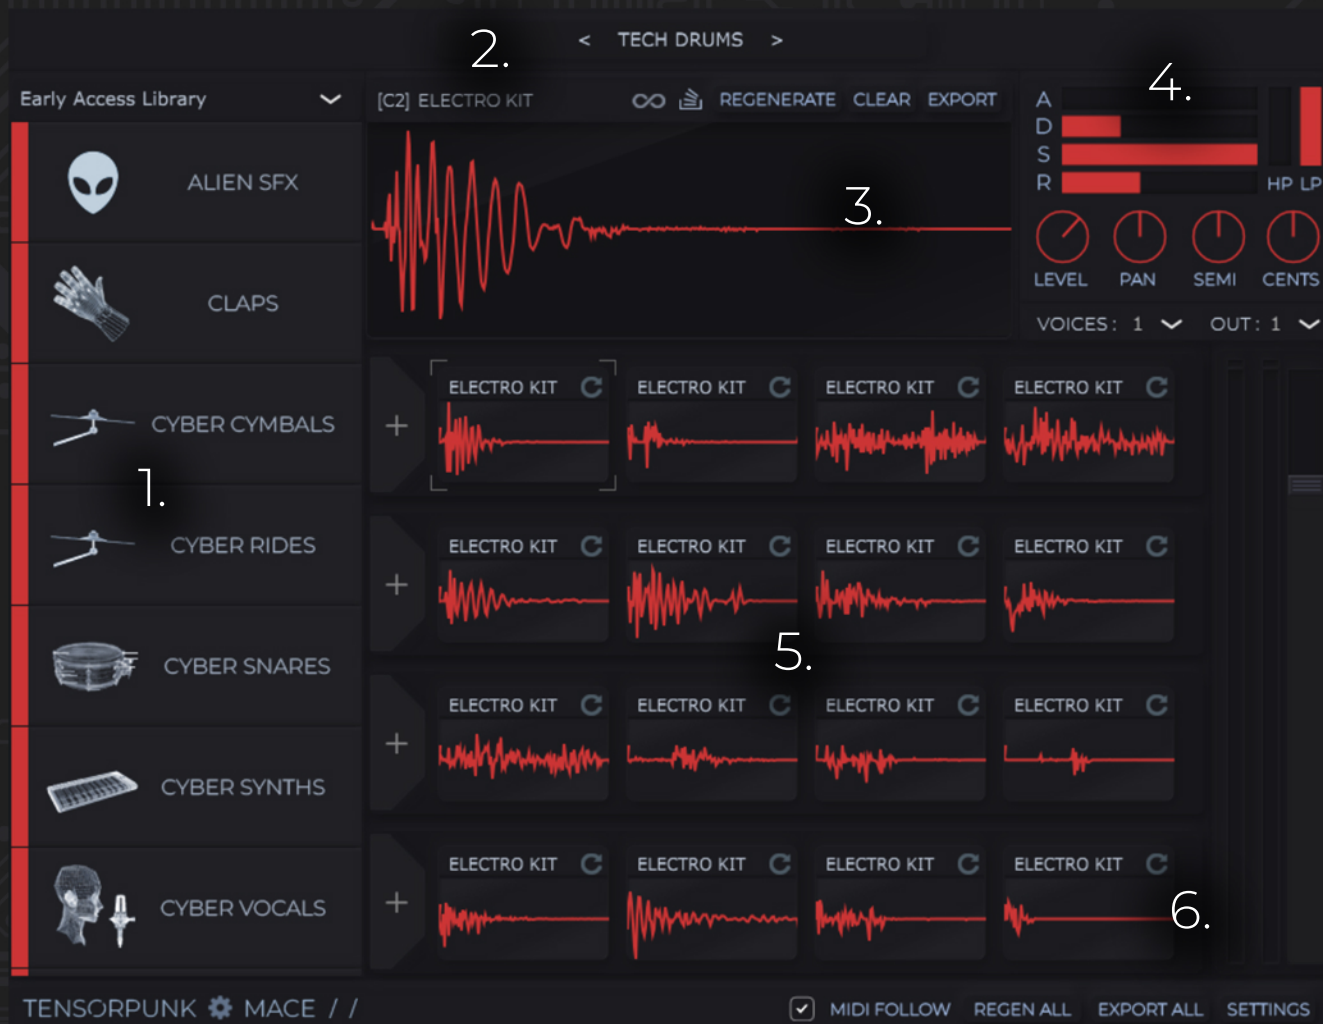 2.
< TECH DRUMS >
4.
Early Access Library
[C2] ELECTRO KIT
REGENERATE CLEAR EXPORT
A
D
S
R
HP LP
3.
LEVEL PAN SEMI CENTS
VOICES: 1 OUT: 1
ALIEN SFX
CLAPS
CYBER CYMBALS
1.
CYBER RIDES
CYBER SNARES
CYBER SYNTHS
CYBER VOCALS
+ ELECTRO KIT ELECTRO KIT ELECTRO KIT ELECTRO KIT
+ ELECTRO KIT ELECTRO KIT ELECTRO KIT ELECTRO KIT
5.
+ ELECTRO KIT ELECTRO KIT ELECTRO KIT ELECTRO KIT
+ ELECTRO KIT ELECTRO KIT ELECTRO KIT ELECTRO KIT
6.
TENSORPUNK MACE / /
MIDI FOLLOW REGEN ALL EXPORT ALL SETTINGS